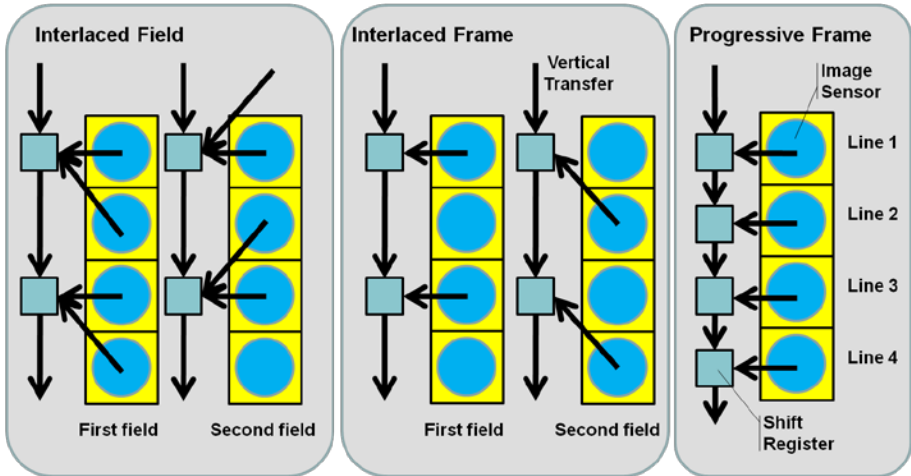 Interlaced Field
First field
Second field
Interlaced Frame
Vertical
Transfer
First field
Second field
Progressive Frame
Image
Sensor
Line 1
Line 2
Line 3
Line 4
Shift
Register